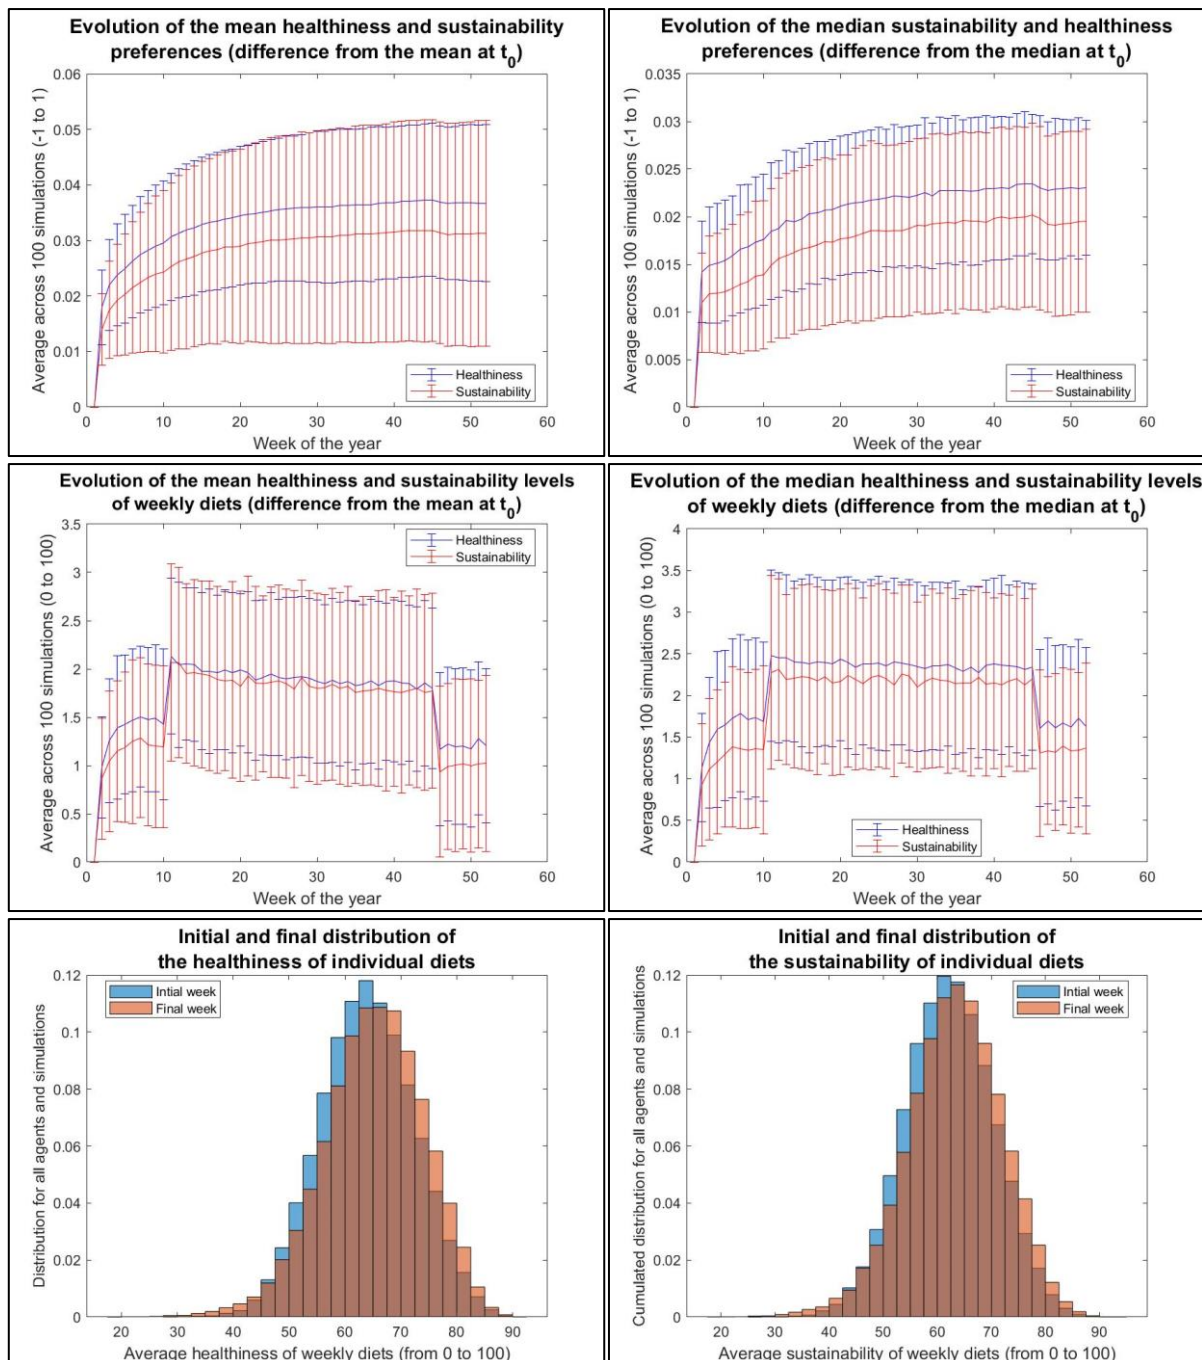 Evolution of the mean healthiness and sustainability
preferences (difference from the mean at t0)
0.06
0.05
0.04
0.03
0.02
0.01
0
Average across 100 simulations (-1 to 1)
Healthiness
Sustainability
0 10 20 30 40 50 60
Week of the year
Evolution of the median sustainability and healthiness
preferences (difference from the median at t0)
0.035
0.03
0.025
0.02
0.015
0.01
0.005
0
Average across 100 simulations (-1 to 1)
Healthiness
Sustainability
0 10 20 30 40 50 60
Week of the year
Evolution of the mean healthiness and sustainability levels
of weekly diets (difference from the mean at t0)
3.5
3
2.5
2
1.5
1
0.5
0
Average across 100 simulations (0 to 100)
Healthiness
Sustainability
0 10 20 30 40 50 60
Week of the year
Evolution of the median healthiness and sustainability levels
of weekly diets (difference from the median at t0)
4
3.5
3
2.5
2
1.5
1
0.5
0
Average across 100 simulations (0 to 100)
Healthiness
Sustainability
0 10 20 30 40 50 60
Week of the year
Initial and final distribution of
the healthiness of individual diets
0.12
0.1
0.08
0.06
0.04
0.02
0
Distribution for all agents and simulations
Intial week
Final week
20 30 40 50 60 70 80 90
Average healthiness of weekly diets (from 0 to 100)
Initial and final distribution of
the sustainability of individual diets
0.12
0.1
0.08
0.06
0.04
0.02
0
Cumulated distribution for all agents and simulations
Intial week
Final week
20 30 40 50 60 70 80 90
Average sustainability of weekly diets (from 0 to 100)